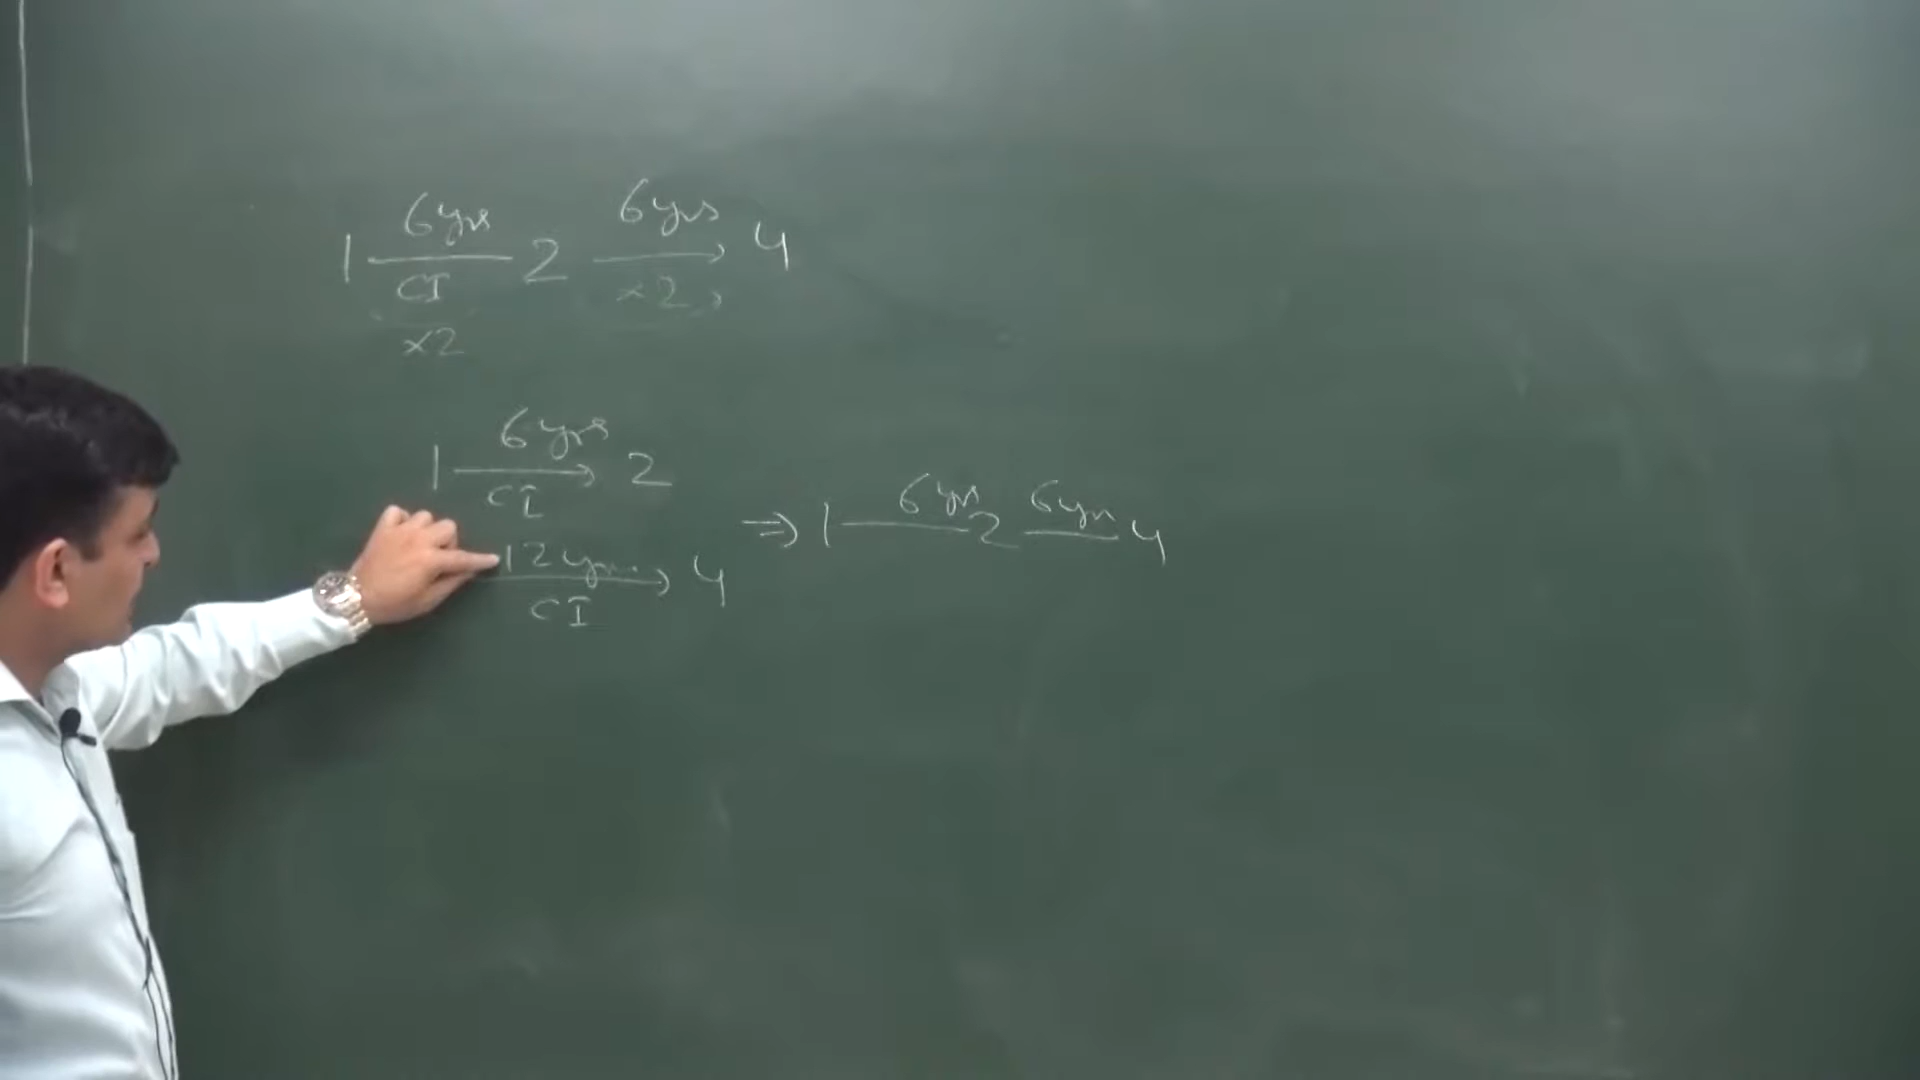 6yrs 6yrs
1 2 → 4
CI ×2
×2
6yrs
1 → 2
CI
⇒ 1 6yrs 2 6yrs 4
12yrs → 4
CI